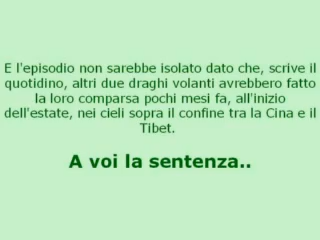 E l'episodio non sarebbe isolato dato che, scrive il
quotidino, altri due draghi volanti avrebbero fatto
la loro comparsa pochi mesi fa, all'inizio
dell'estate, nei cieli sopra il confine tra la Cina e il
Tibet.
A voi la sentenza..